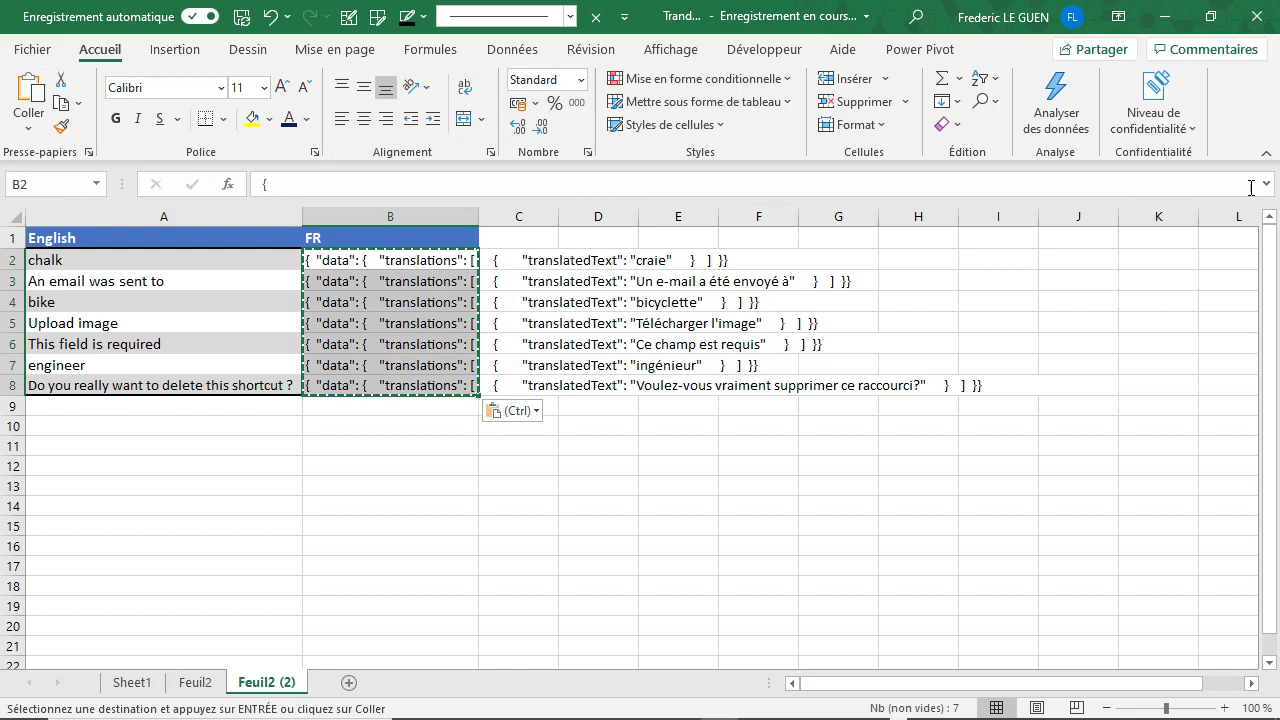 Enregistrement automatique Trand... - Enregistrement en cours... Frederic LE GUEN FL
Fichier Accueil Insertion Dessin Mise en page Formules Données Révision Affichage Développeur Aide Power Pivot Partager Commentaires
Calibri 11 Standard Mise en forme conditionnelle Insérer
Coller Mettre sous forme de tableau Supprimer Analyser les données Niveau de confidentialité
G I S % 000 Styles de cellules Format
Presse-papiers Police Alignement Nombre Styles Cellules Édition Analyse Confidentialité
B2 fx {
A B C D E F G H I J K L
1 English FR
2 chalk { "data": { "translations": [ { "translatedText": "craie" } ] }}
3 An email was sent to { "data": { "translations": [ { "translatedText": "Un e-mail a été envoyé à" } ] }}
4 bike { "data": { "translations": [ { "translatedText": "bicyclette" } ] }}
5 Upload image { "data": { "translations": [ { "translatedText": "Télécharger l'image" } ] }}
6 This field is required { "data": { "translations": [ { "translatedText": "Ce champ est requis" } ] }}
7 engineer { "data": { "translations": [ { "translatedText": "ingénieur" } ] }}
8 Do you really want to delete this shortcut ? { "data": { "translations": [ { "translatedText": "Voulez-vous vraiment supprimer ce raccourci?" } ] }}
9 (Ctrl)
10
11
12
13
14
15
16
17
18
19
20
21
22
Sheet1 Feuil2 Feuil2 (2)
Sélectionnez une destination et appuyez sur ENTRÉE ou cliquez sur Coller Nb (non vides) : 7 100 %